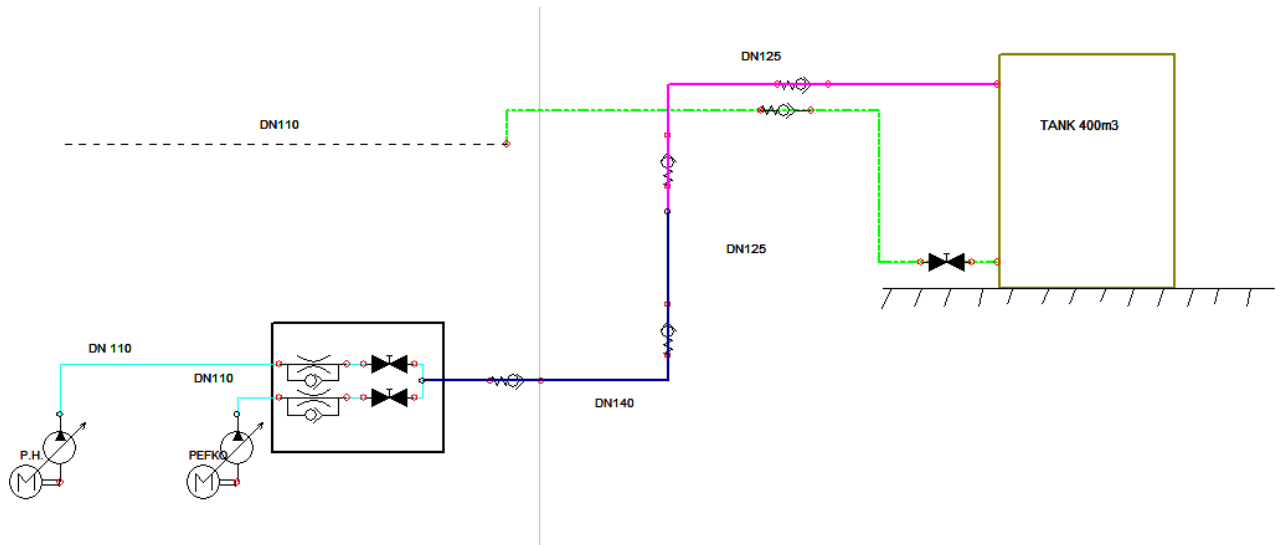 DN125
DN110
TANK 400m3
DN125
DN 110
DN110
DN140
P.H.
PEFKO
M
M